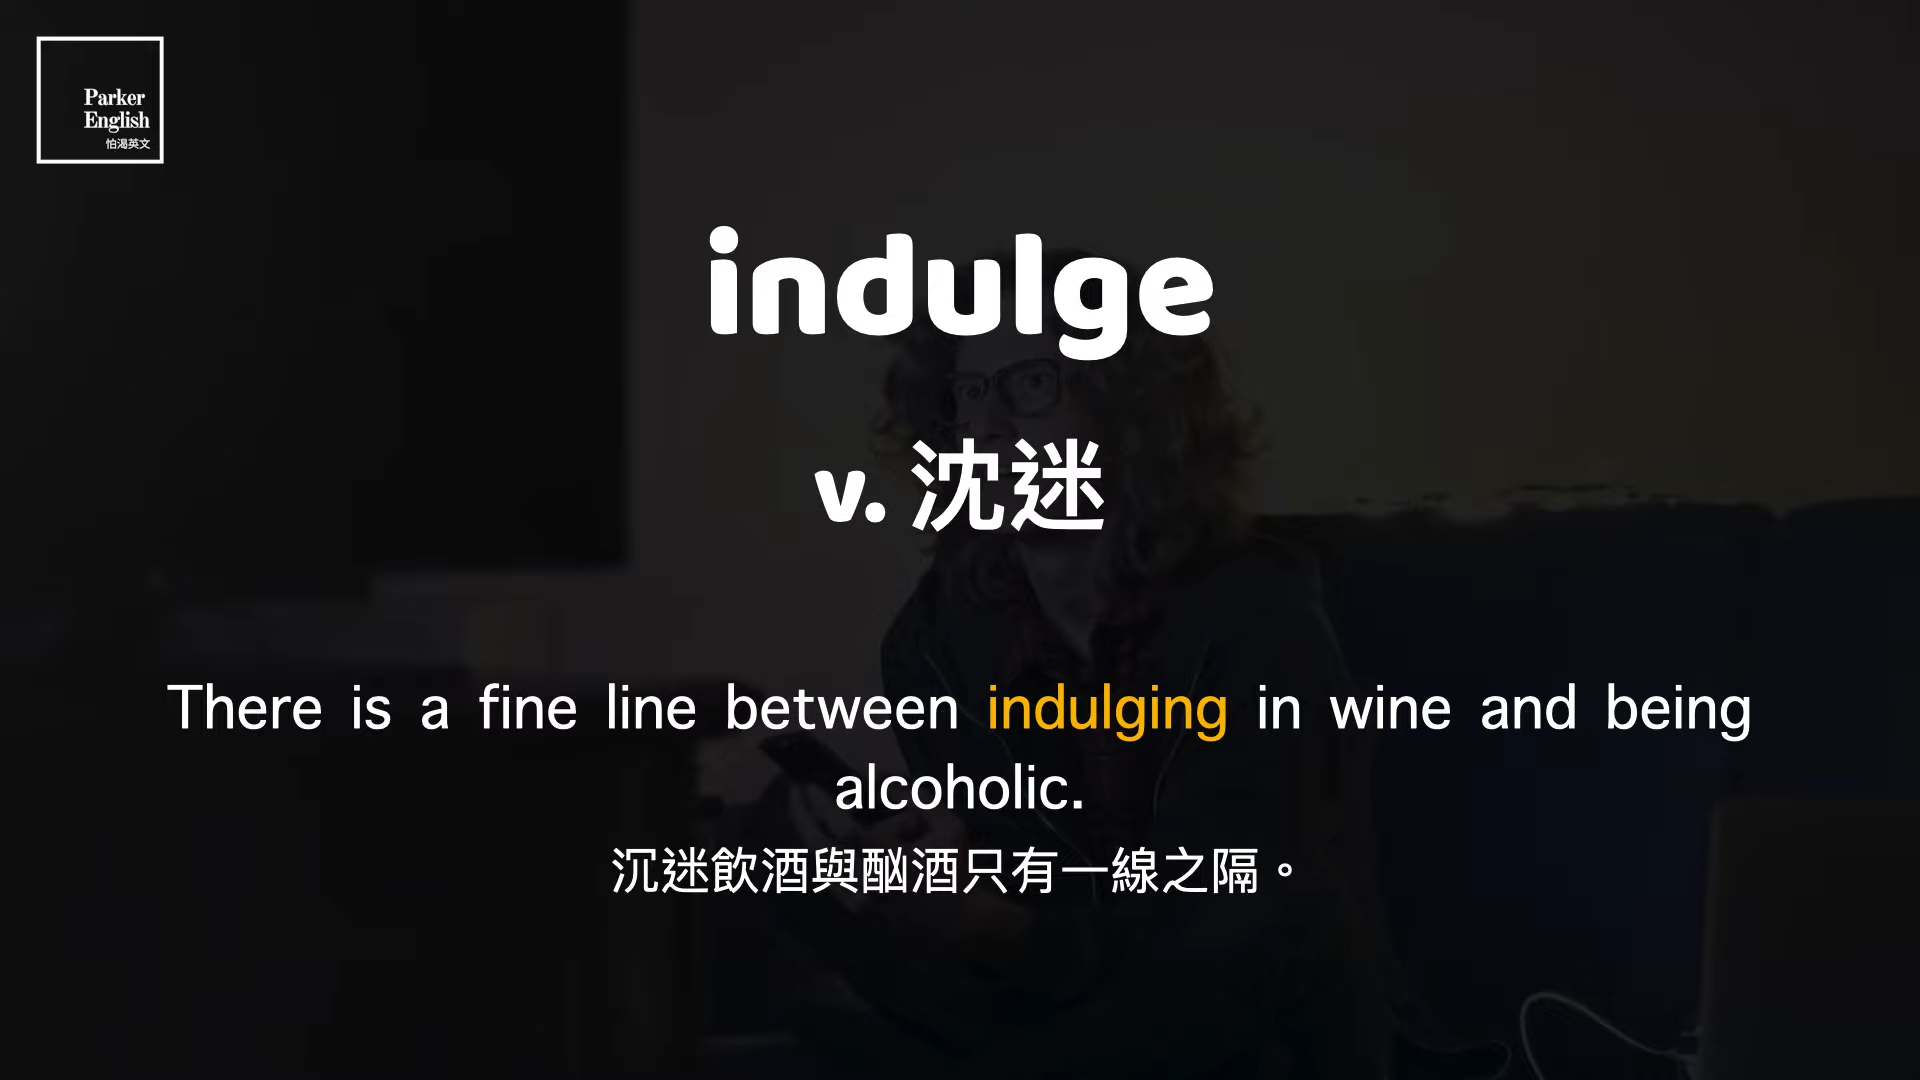 Parker
English
怕渴英文
indulge
v. 沈迷
There is a fine line between indulging in wine and being
alcoholic.
沉迷飲酒與酗酒只有一線之隔。